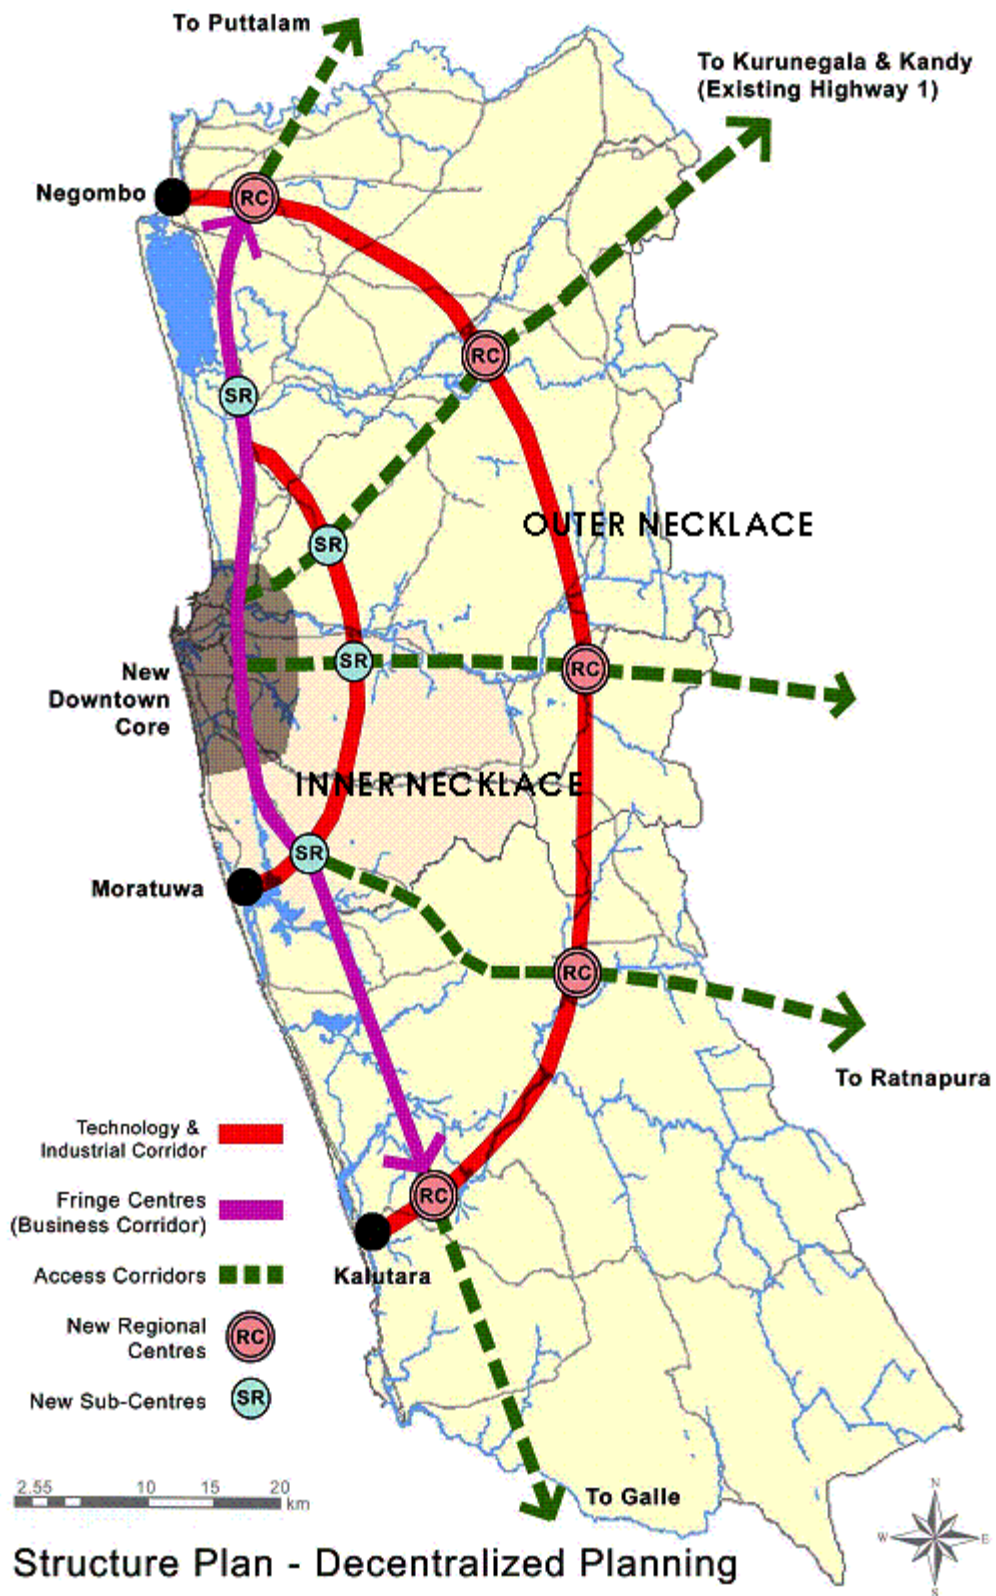 To Puttalam
To Kurunegala & Kandy
(Existing Highway 1)
Negombo
RC
RC
SR
OUTER NECKLACE
SR
SR
RC
New
Downtown
Core
INNER NECKLACE
SR
Moratuwa
RC
To Ratnapura
Technology &
Industrial Corridor
RC
Fringe Centres
(Business Corridor)
Access Corridors
Kalutara
New Regional
Centres
RC
New Sub-Centres
SR
2.55 10 15 20
km
To Galle
N
W E
S
Structure Plan - Decentralized Planning